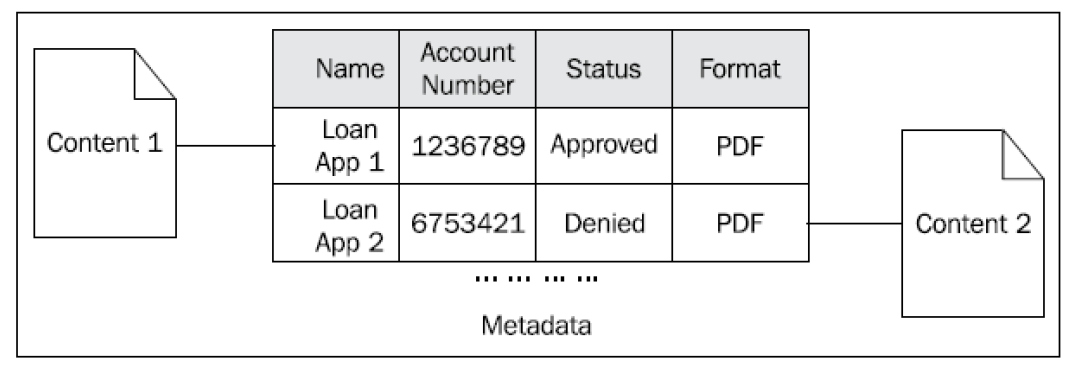 Name Account Number Status Format
Content 1
Loan App 1 1236789 Approved PDF
Loan App 2 6753421 Denied PDF
Content 2
... ... ... ...
Metadata